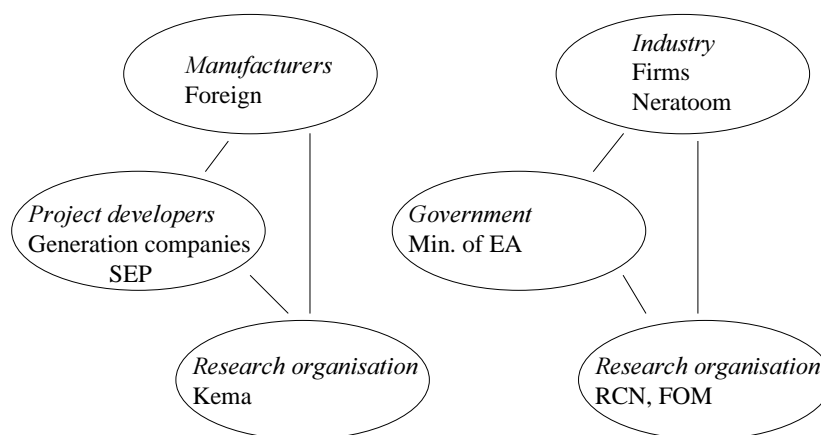 Manufacturers
Foreign
Industry
Firms
Neratoom
Project developers
Generation companies
SEP
Government
Min. of EA
Research organisation
Kema
Research organisation
RCN, FOM